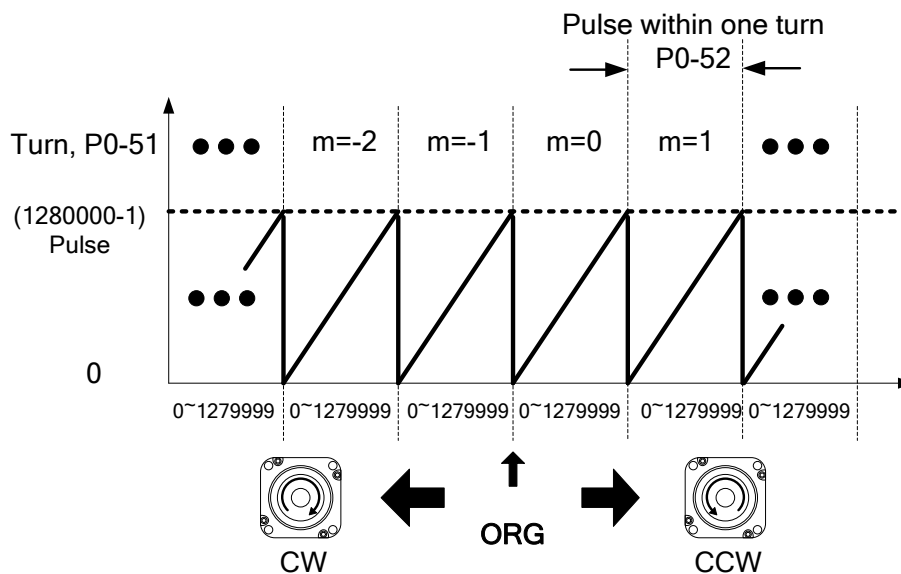 Pulse within one turn
P0-52
Turn, P0-51
m=-2
m=-1
m=0
m=1
(1280000-1)
Pulse
0
0~1279999
0~1279999
0~1279999
0~1279999
0~1279999
0~1279999
ORG
CW
CCW